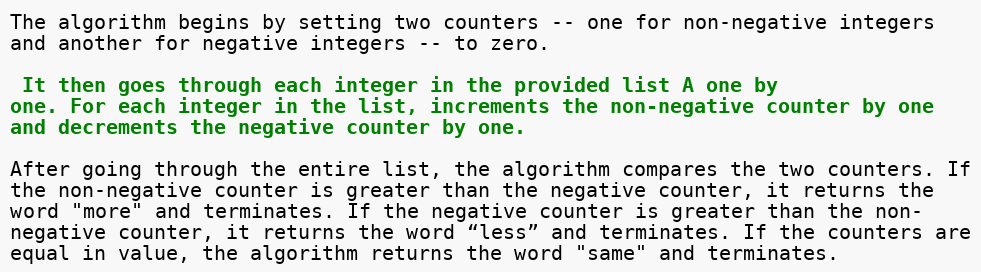 The algorithm begins by setting two counters -- one for non-negative integers
and another for negative integers -- to zero.
It then goes through each integer in the provided list A one by
one. For each integer in the list, increments the non-negative counter by one
and decrements the negative counter by one.
After going through the entire list, the algorithm compares the two counters. If
the non-negative counter is greater than the negative counter, it returns the
word "more" and terminates. If the negative counter is greater than the non-
negative counter, it returns the word “less” and terminates. If the counters are
equal in value, the algorithm returns the word "same" and terminates.